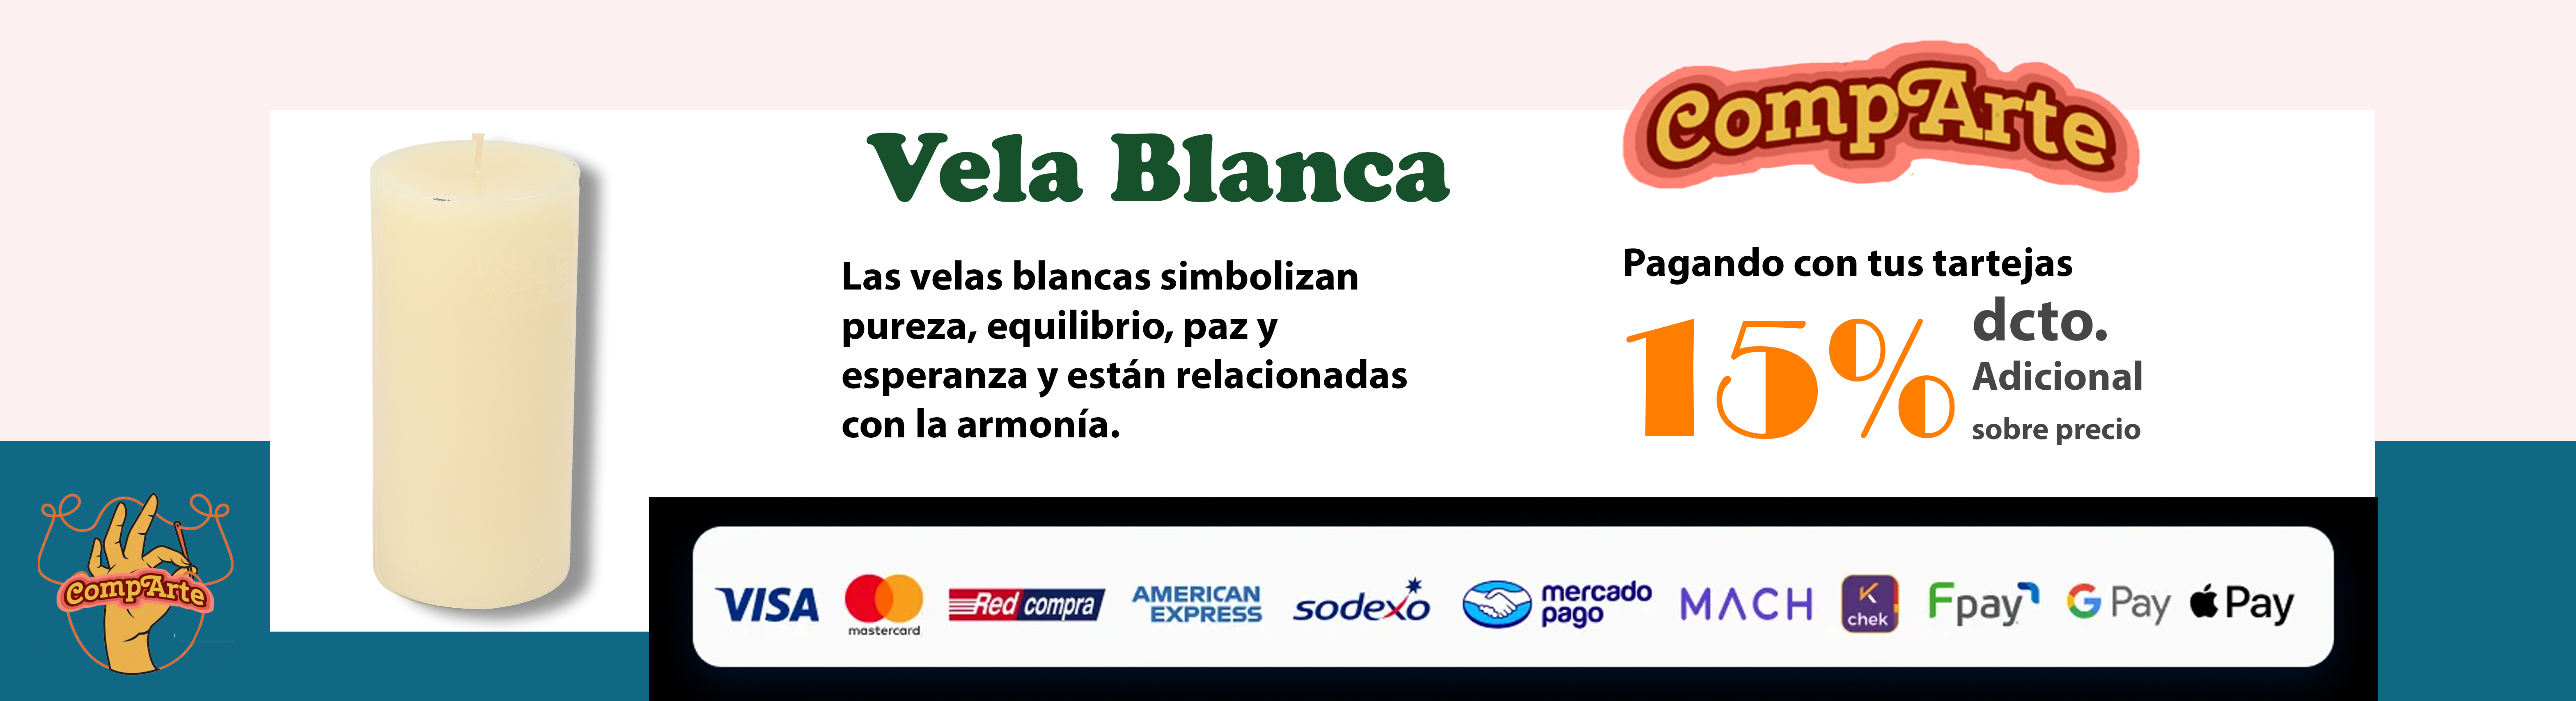 CompArte
Vela Blanca
Las velas blancas simbolizan
pureza, equilibrio, paz y
esperanza y están relacionadas
con la armonía.
Pagando con tus tartejas
15% dcto.
Adicional
sobre precio
CompArte
VISA
mastercard
Red compra
AMERICAN
EXPRESS
sodexo
mercado
pago
MACH
chek
Fpay
G Pay
Pay